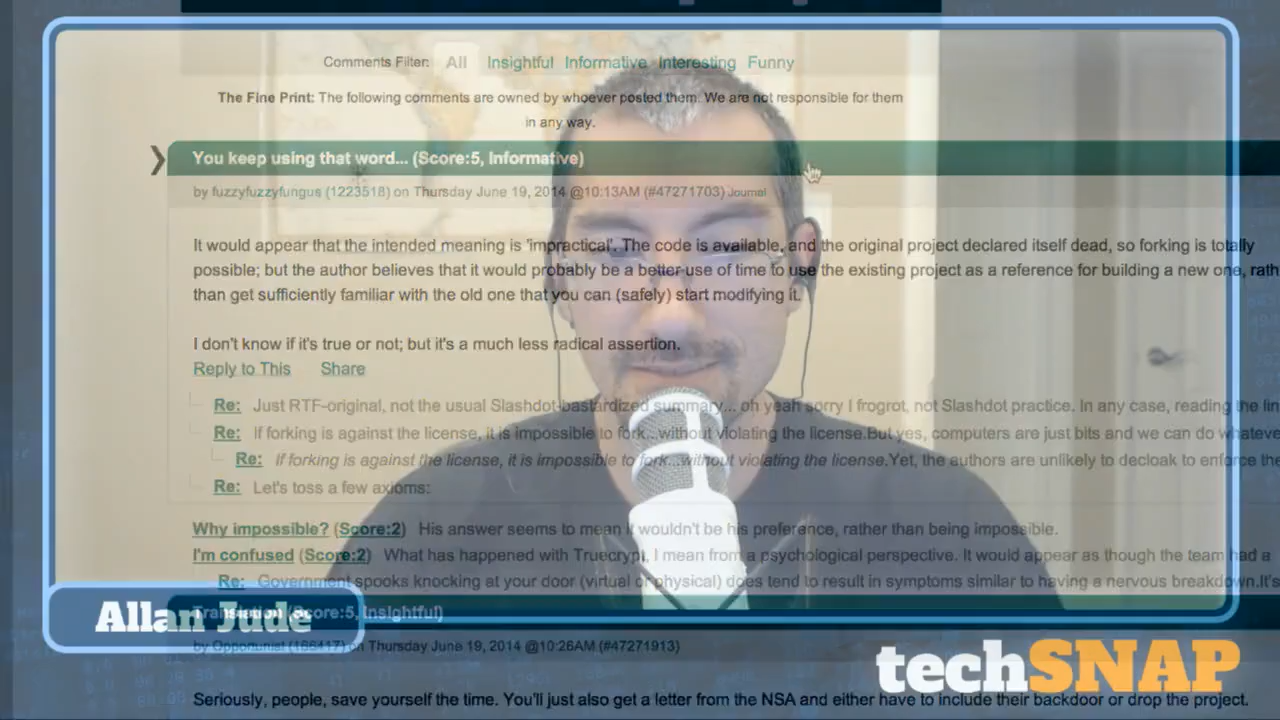 Comments Filter: All Insightful Informative Interesting Funny
The Fine Print: The following comments are owned by whoever posted them. We are not responsible for them
in any way.
You keep using that word... (Score:5, Informative)
by fuzzyfuzzyfungus (1223518) on Thursday June 19, 2014 @10:13AM (#47271703) Journal
It would appear that the intended meaning is 'impractical'. The code is available, and the original project declared itself dead, so forking is totally
possible; but the author believes that it would probably be a better use of time to use the existing project as a reference for building a new one, rath
than get sufficiently familiar with the old one that you can (safely) start modifying it.
I don't know if it's true or not; but it's a much less radical assertion.
Reply to This Share
Re: Just RTF-original, not the usual Slashdot-bastardized summary... oh yeah sorry I frogrot, not Slashdot practice. In any case, reading the lin
Re: If forking is against the license, it is impossible to fork...without violating the license.But yes, computers are just bits and we can do whateve
Re: If forking is against the license, it is impossible to fork...without violating the license.Yet, the authors are unlikely to decloak to enforce the
Re: Let's toss a few axioms:
Why impossible? (Score:2) His answer seems to mean it wouldn't be his preference, rather than being impossible.
I'm confused (Score:2) What has happened with Truecrypt, I mean from a psychological perspective. It would appear as though the team had a
Re: Government spooks knocking at your door (virtual or physical) does tend to result in symptoms similar to having a nervous breakdown.It's
Translation (Score:5, Insightful)
Allan Jude
by Opportunist (166417) on Thursday June 19, 2014 @10:26AM (#47271913)
techSNAP
Seriously, people, save yourself the time. You'll just also get a letter from the NSA and either have to include their backdoor or drop the project.